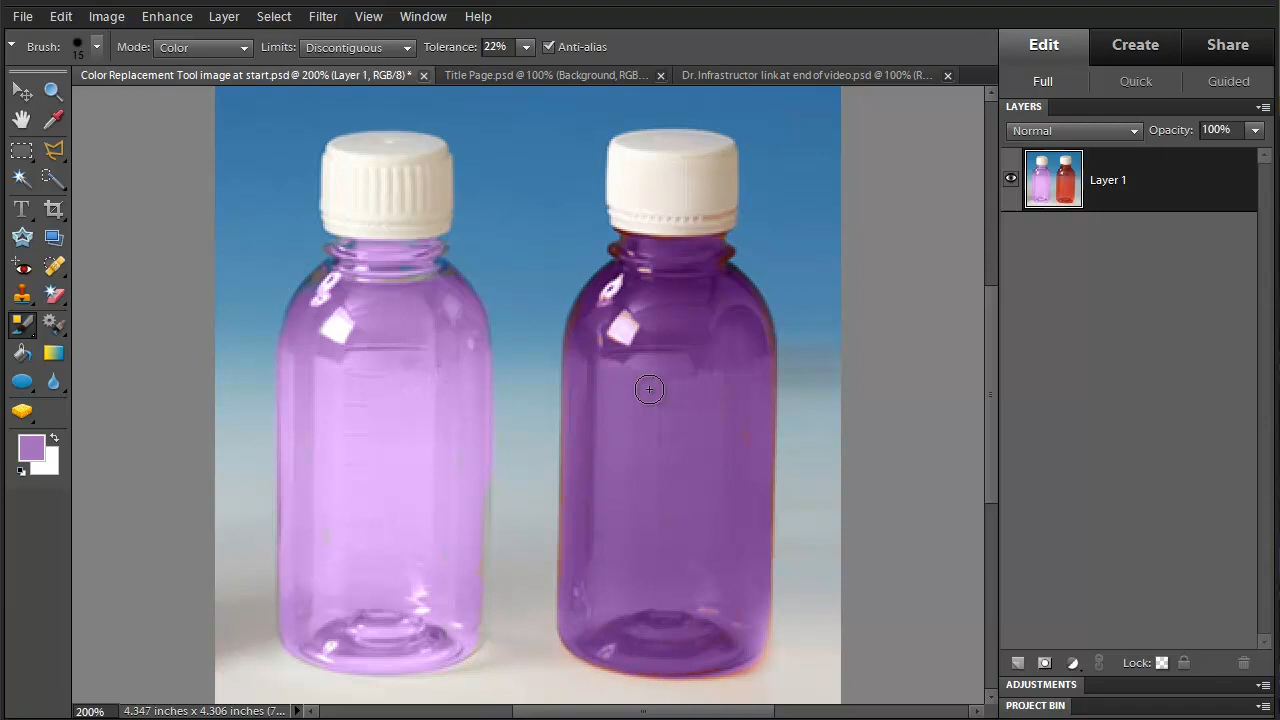 File Edit Image Enhance Layer Select Filter View Window Help
Brush: 15 Mode: Color Limits: Discontiguous Tolerance: 22% Anti-alias
Edit Create Share
Color Replacement Tool image at start.psd @ 200% (Layer 1, RGB/8) * Title Page.psd @ 100% (Background, RGB... Dr. Infrastructor link at end of video.psd @ 100% (R...
Full Quick Guided
LAYERS
Normal Opacity: 100%
Layer 1
Lock:
ADJUSTMENTS
PROJECT BIN
200% 4.347 inches x 4.306 inches (7...